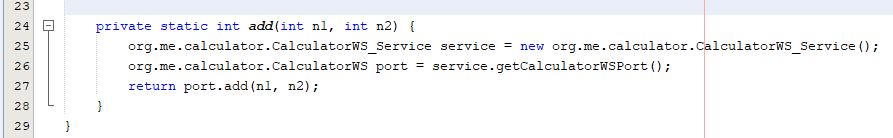 23
24 private static int add(int n1, int n2) {
25 org.me.calculator.CalculatorWS_Service service = new org.me.calculator.CalculatorWS_Service();
26 org.me.calculator.CalculatorWS port = service.getCalculatorWSPort();
27 return port.add(n1, n2);
28 }
29 }